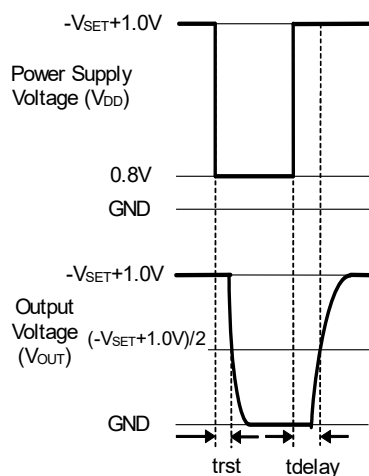 -VSET+1.0V
Power Supply
Voltage (VDD)
0.8V
GND
-VSET+1.0V
Output
Voltage
(VOUT)
(-VSET+1.0V)/2
GND
trst
tdelay